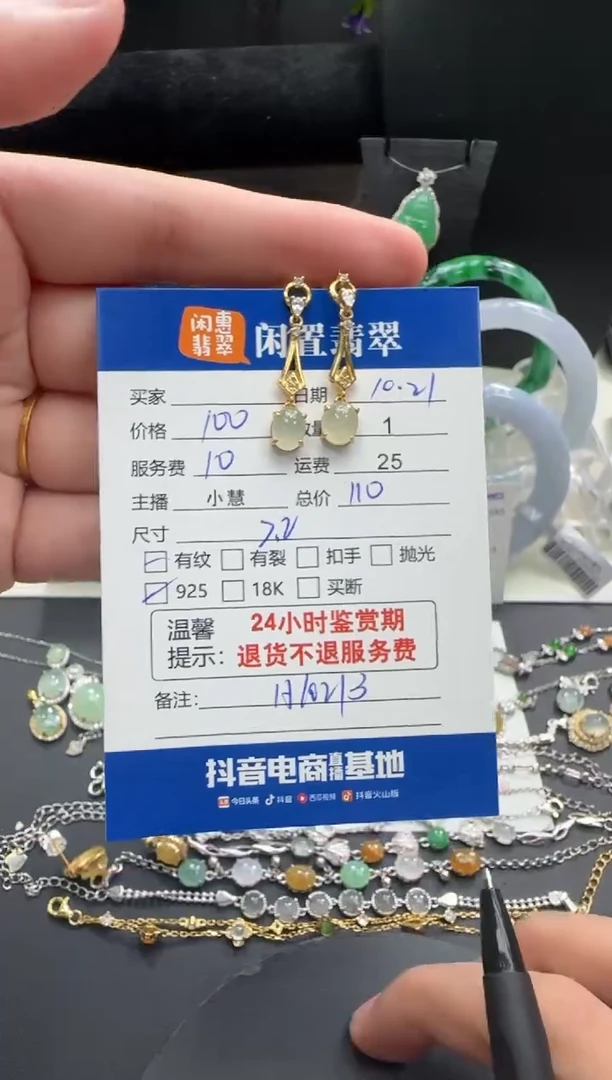 闲惠翡翠 闲置翡翠
买家 日期 10.21
价格 100 数量 1
服务费 10 运费 25
主播 小慧 总价 110
尺寸
有纹 有裂 扣手 抛光
925 18K 买断
温馨提示： 24小时鉴赏期
退货不退服务费
备注：
抖音电商直播基地
今日头条 抖音 西瓜视频 抖音火山版